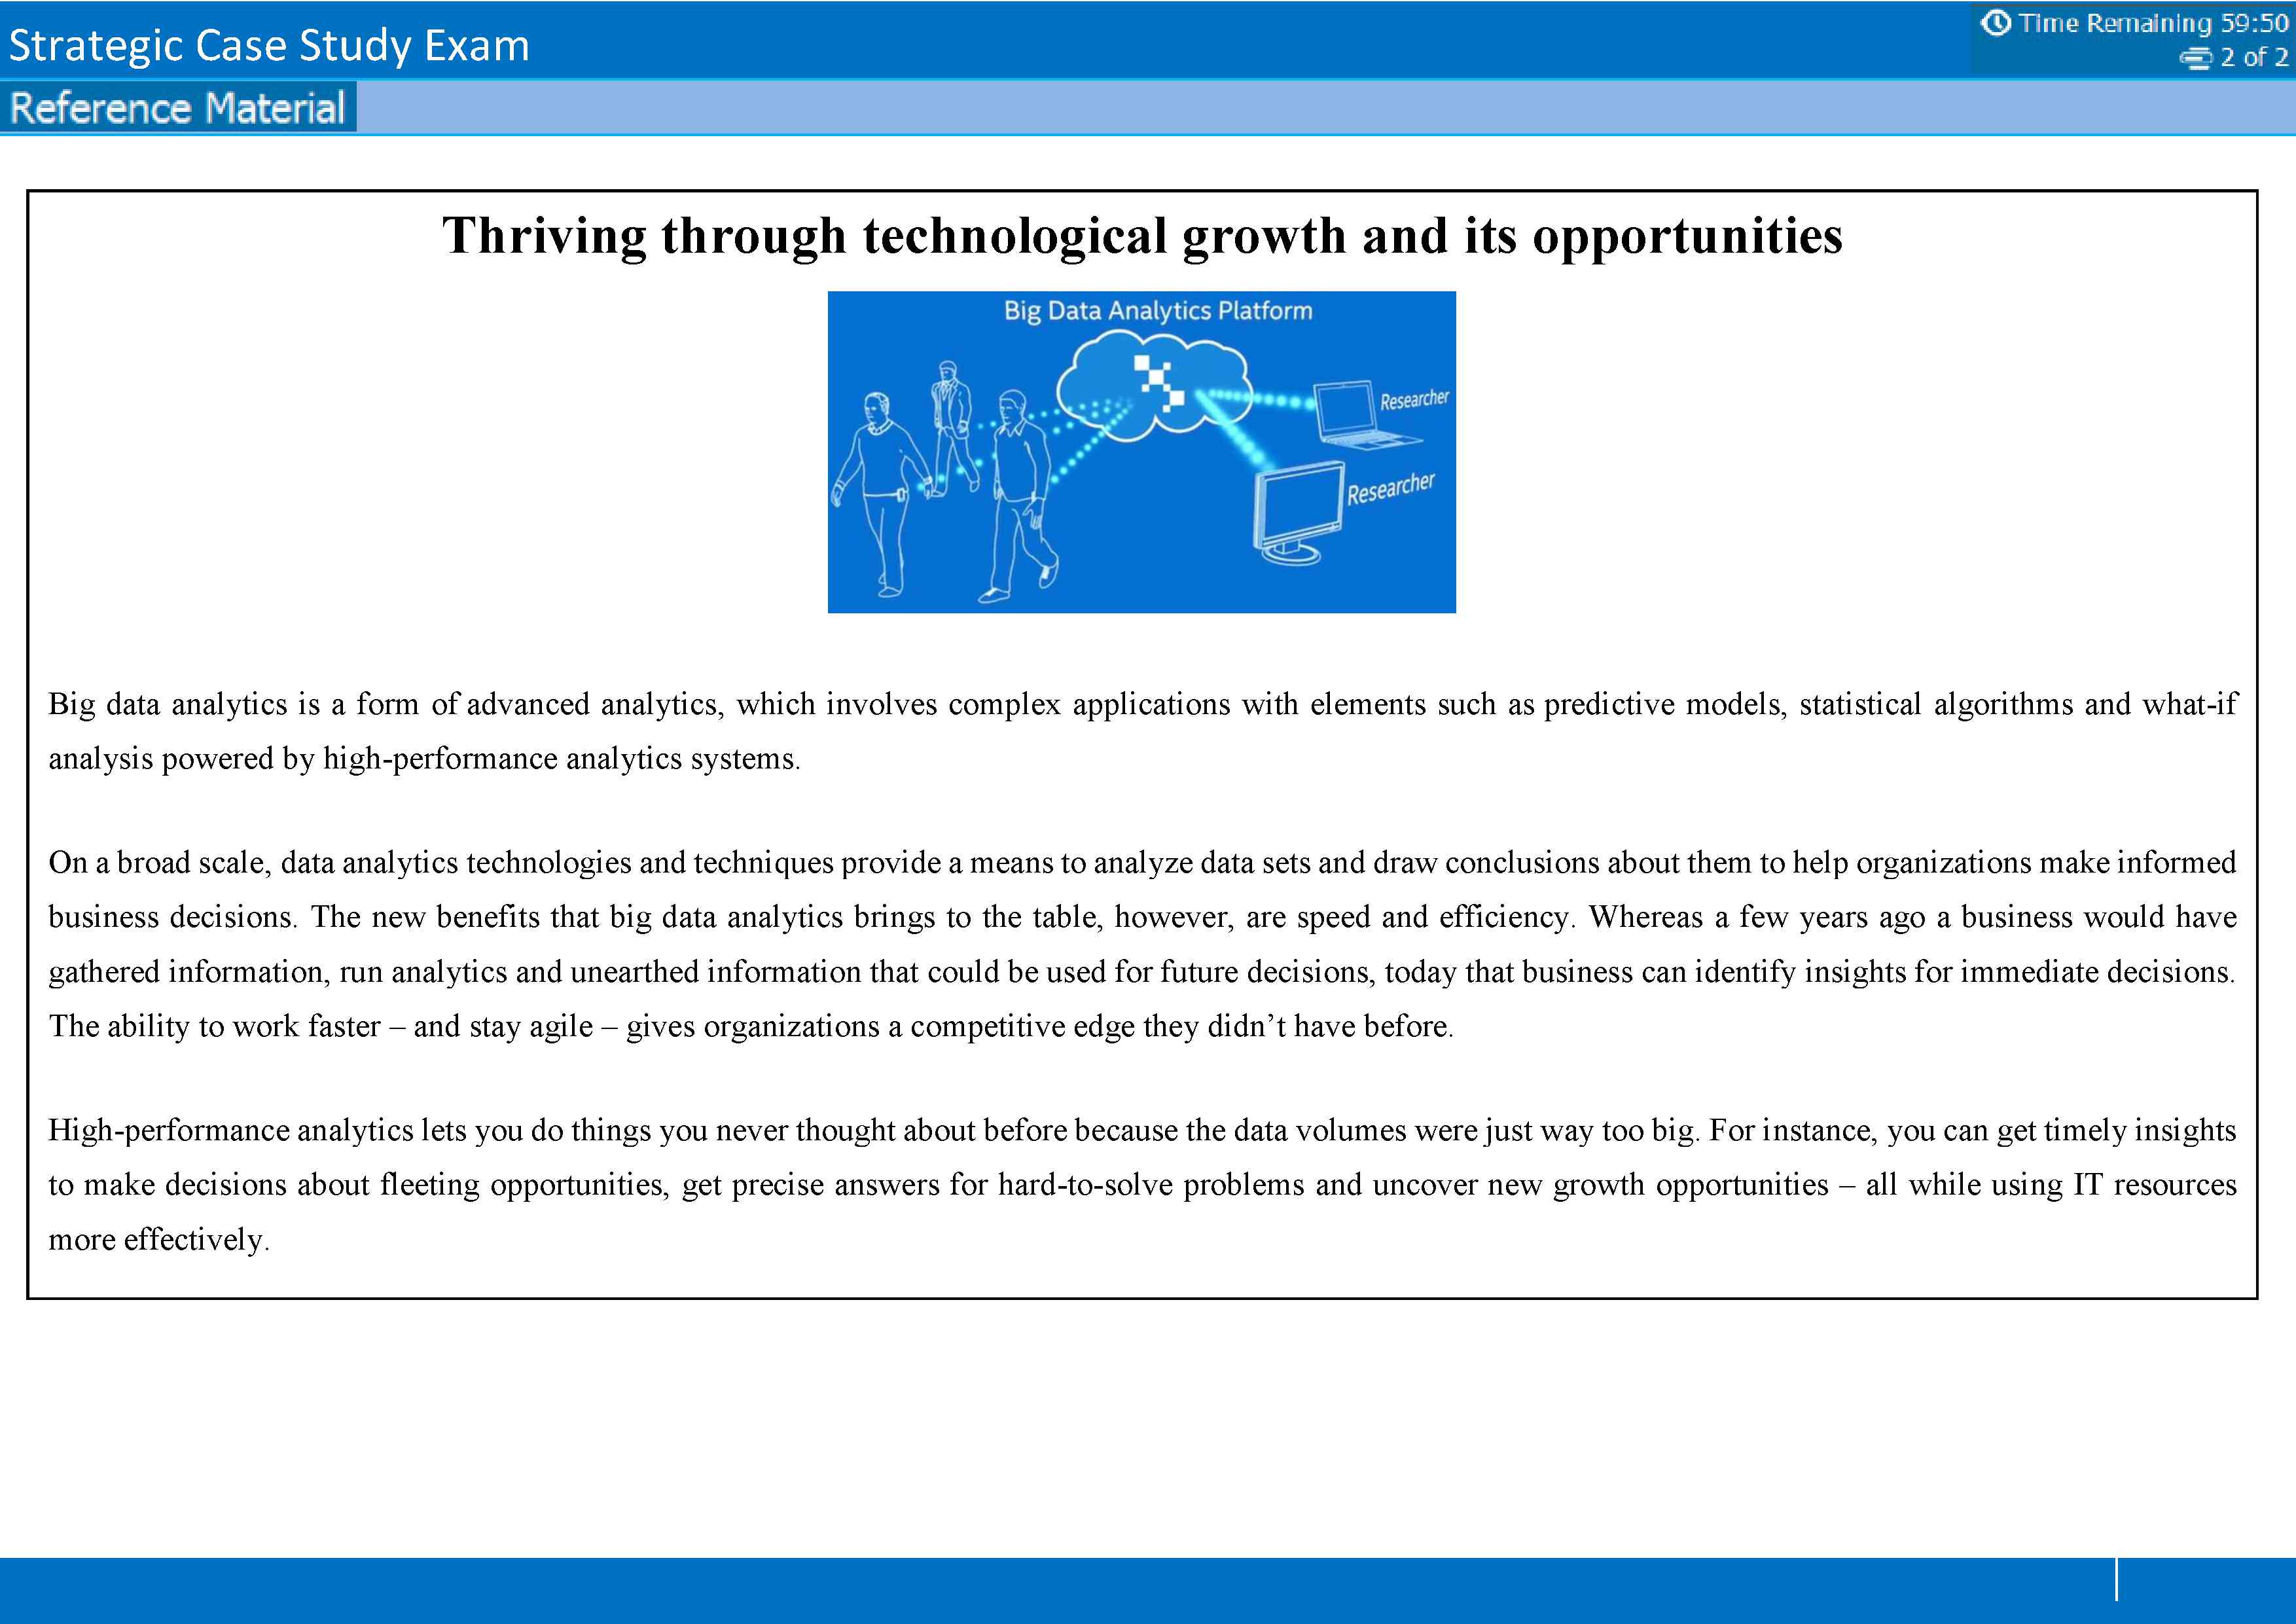 Strategic Case Study Exam
Time Remaining 59:50
2 of 2
Reference Material
Thriving through technological growth and its opportunities
Big Data Analytics Platform
Researcher
Researcher
Big data analytics is a form of advanced analytics, which involves complex applications with elements such as predictive models, statistical algorithms and what-if
analysis powered by high-performance analytics systems.
On a broad scale, data analytics technologies and techniques provide a means to analyze data sets and draw conclusions about them to help organizations make informed
business decisions. The new benefits that big data analytics brings to the table, however, are speed and efficiency. Whereas a few years ago a business would have
gathered information, run analytics and unearthed information that could be used for future decisions, today that business can identify insights for immediate decisions.
The ability to work faster – and stay agile – gives organizations a competitive edge they didn’t have before.
High-performance analytics lets you do things you never thought about before because the data volumes were just way too big. For instance, you can get timely insights
to make decisions about fleeting opportunities, get precise answers for hard-to-solve problems and uncover new growth opportunities – all while using IT resources
more effectively.